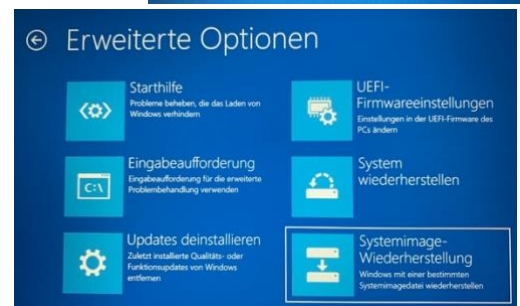 Erweiterte Optionen
Starthilfe
Probleme beheben, die das Laden von
Windows verhindern
UEFI-
Firmwareeinstellungen
Einstellungen in der UEFI-Firmware des
PCs ändern
C:\
Eingabeaufforderung
Eingabeaufforderung für die erweiterte
Problembehandlung verwenden
System
wiederherstellen
Updates deinstallieren
Zuletzt installierte Qualitäts- oder
Funktionsupdates von Windows
entfernen
Systemimage-
Wiederherstellung
Windows mit einer bestimmten
Systemimagedatei wiederherstellen